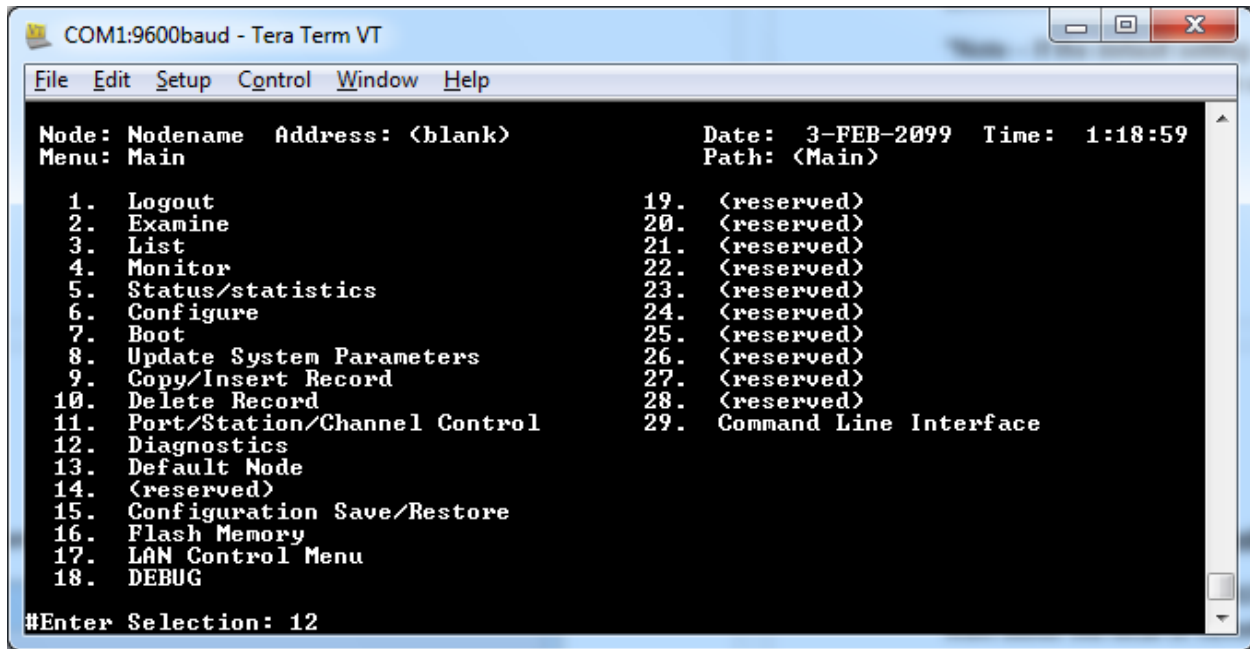 COM1:9600baud - Tera Term VT
File Edit Setup Control Window Help
Node: Nodename Address: (blank) Date: 3-FEB-2099 Time: 1:18:59
Menu: Main Path: (Main)
1. Logout 19. (reserved)
2. Examine 20. (reserved)
3. List 21. (reserved)
4. Monitor 22. (reserved)
5. Status/statistics 23. (reserved)
6. Configure 24. (reserved)
7. Boot 25. (reserved)
8. Update System Parameters 26. (reserved)
9. Copy/Insert Record 27. (reserved)
10. Delete Record 28. (reserved)
11. Port/Station/Channel Control 29. Command Line Interface
12. Diagnostics
13. Default Node
14. (reserved)
15. Configuration Save/Restore
16. Flash Memory
17. LAN Control Menu
18. DEBUG
#Enter Selection: 12